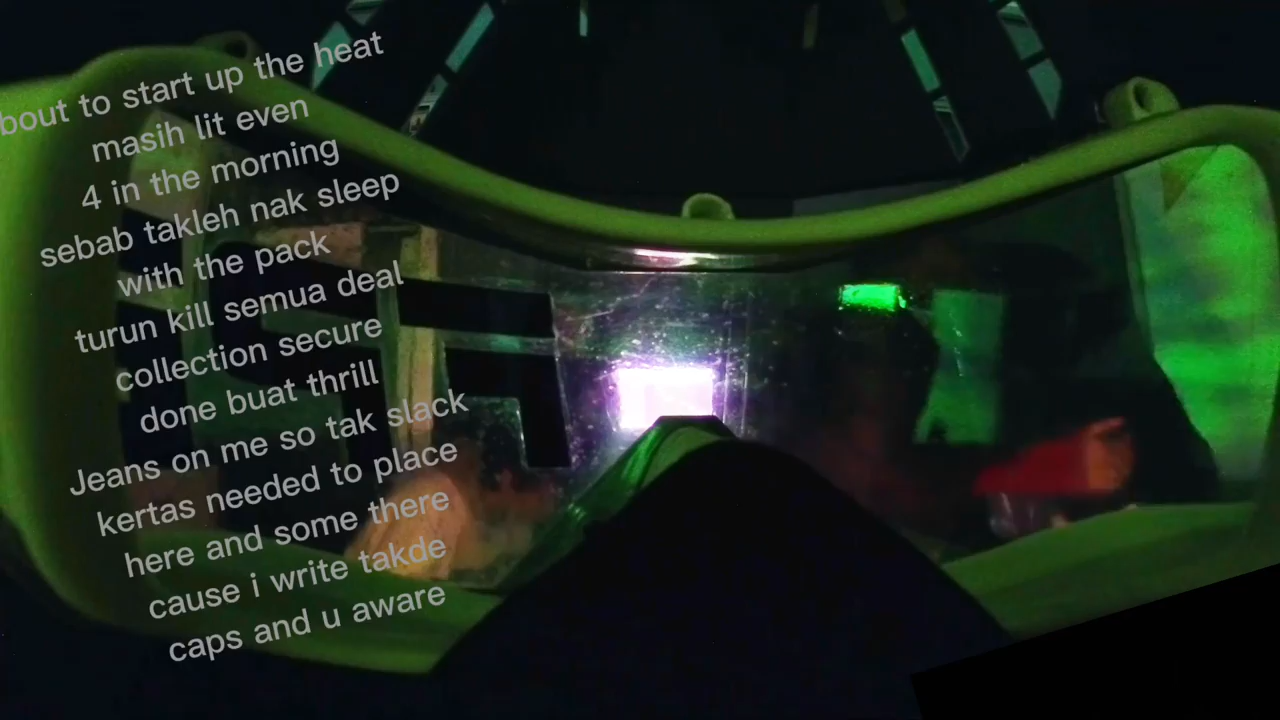 bout to start up the heat
masih lit even
4 in the morning
sebab takleh nak sleep
with the pack
turun kill semua deal
collection secure
done buat thrill
Jeans on me so tak slack
kertas needed to place
here and some there
cause i write takde
caps and u aware